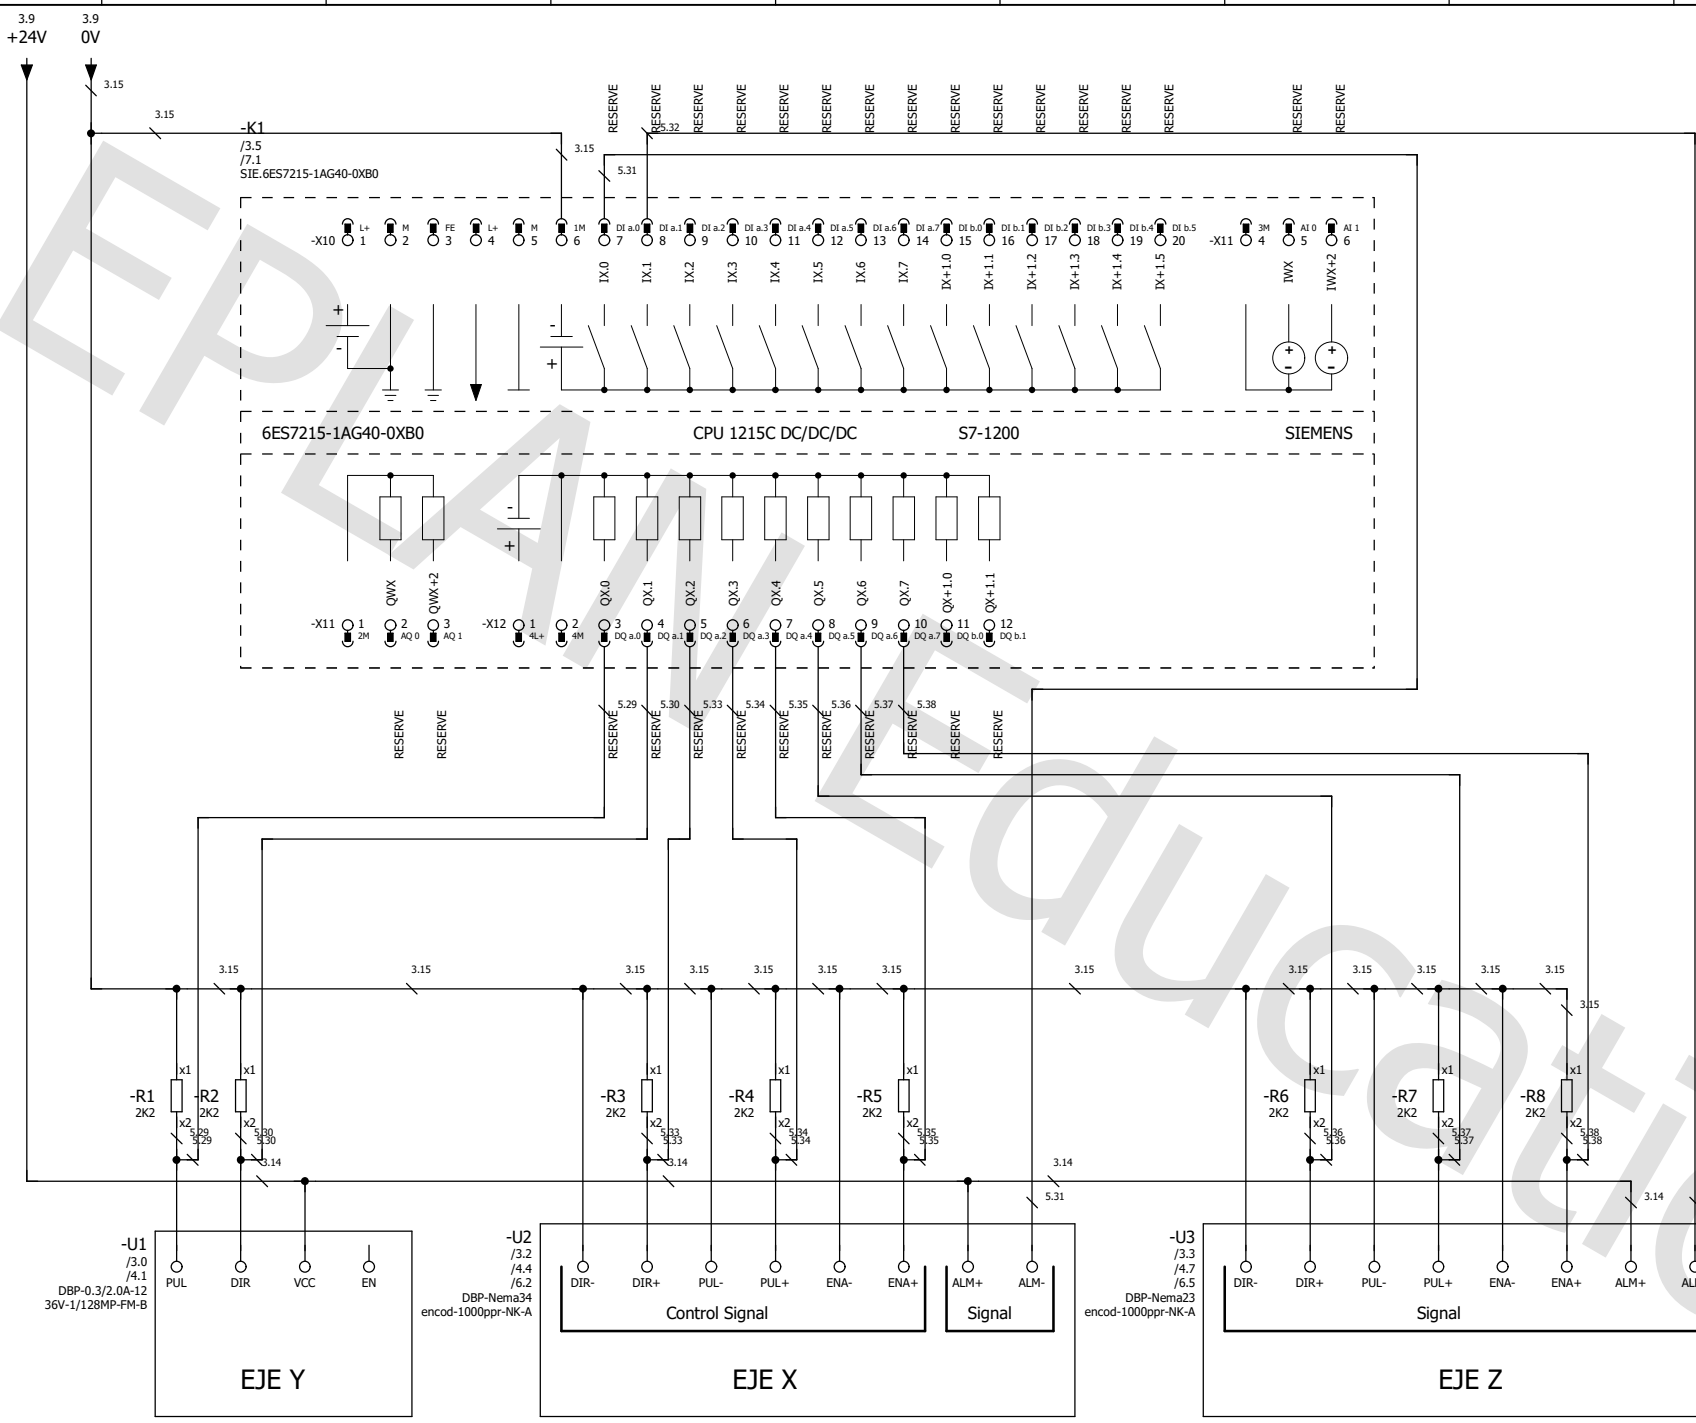 3.9 3.9
+24V 0V
3.15
3.15
-K1
/3.5
/7.1
SIE.6ES7215-1AG40-0XB0
3.15
5.31
5.32
RESERVE RESERVE RESERVE RESERVE RESERVE RESERVE RESERVE RESERVE RESERVE RESERVE RESERVE RESERVE RESERVE RESERVE RESERVE RESERVE
L+ M FE L+ M 1M DI a.0 DI a.1 DI a.2 DI a.3 DI a.4 DI a.5 DI a.6 DI a.7 DI b.0 DI b.1 DI b.2 DI b.3 DI b.4 DI b.5 3M AI 0 AI 1
-X10 1 2 3 4 5 6 7 8 9 10 11 12 13 14 15 16 17 18 19 20 -X11 4 5 6
IX.0 IX.1 IX.2 IX.3 IX.4 IX.5 IX.6 IX.7 IX+1.0 IX+1.1 IX+1.2 IX+1.3 IX+1.4 IX+1.5 IWX IWX+2
+ - - + + - + -
6ES7215-1AG40-0XB0 CPU 1215C DC/DC/DC S7-1200 SIEMENS
- +
QWX QWX+2 QX.0 QX.1 QX.2 QX.3 QX.4 QX.5 QX.6 QX.7 QX+1.0 QX+1.1
-X11 1 2 3 -X12 1 2 3 4 5 6 7 8 9 10 11 12
2M AQ 0 AQ 1 4L+ 4M DQ a.0 DQ a.1 DQ a.2 DQ a.3 DQ a.4 DQ a.5 DQ a.6 DQ a.7 DQ b.0 DQ b.1
5.29 5.30 5.33 5.34 5.35 5.36 5.37 5.38
RESERVE RESERVE RESERVE RESERVE RESERVE RESERVE RESERVE RESERVE RESERVE RESERVE RESERVE RESERVE
EPLAN Educatio
3.15 3.15 3.15 3.15 3.15 3.15 3.15 3.15 3.15 3.15 3.15 3.15 3.15
3.15
x1 x1 x1 x1 x1 x1 x1 x1
-R1 -R2 -R3 -R4 -R5 -R6 -R7 -R8
2K2 2K2 2K2 2K2 2K2 2K2 2K2 2K2
x2 x2 x2 x2 x2 x2 x2 x2
5.29 5.30 5.33 5.34 5.35 5.36 5.37 5.38
5.29 5.30 5.33 5.34 5.35 5.36 5.37 5.38
3.14 3.14 3.14
5.31 3.14
-U1
/3.0
/4.1
DBP-0.3/2.0A-12
36V-1/128MP-FM-B
PUL DIR VCC EN
EJE Y
-U2
/3.2
/4.4
/6.2
DBP-Nema34
encod-1000ppr-NK-A
DIR- DIR+ PUL- PUL+ ENA- ENA+ ALM+ ALM-
Control Signal Signal
EJE X
-U3
/3.3
/4.7
/6.5
DBP-Nema23
encod-1000ppr-NK-A
DIR- DIR+ PUL- PUL+ ENA- ENA+ ALM+
Signal
EJE Z